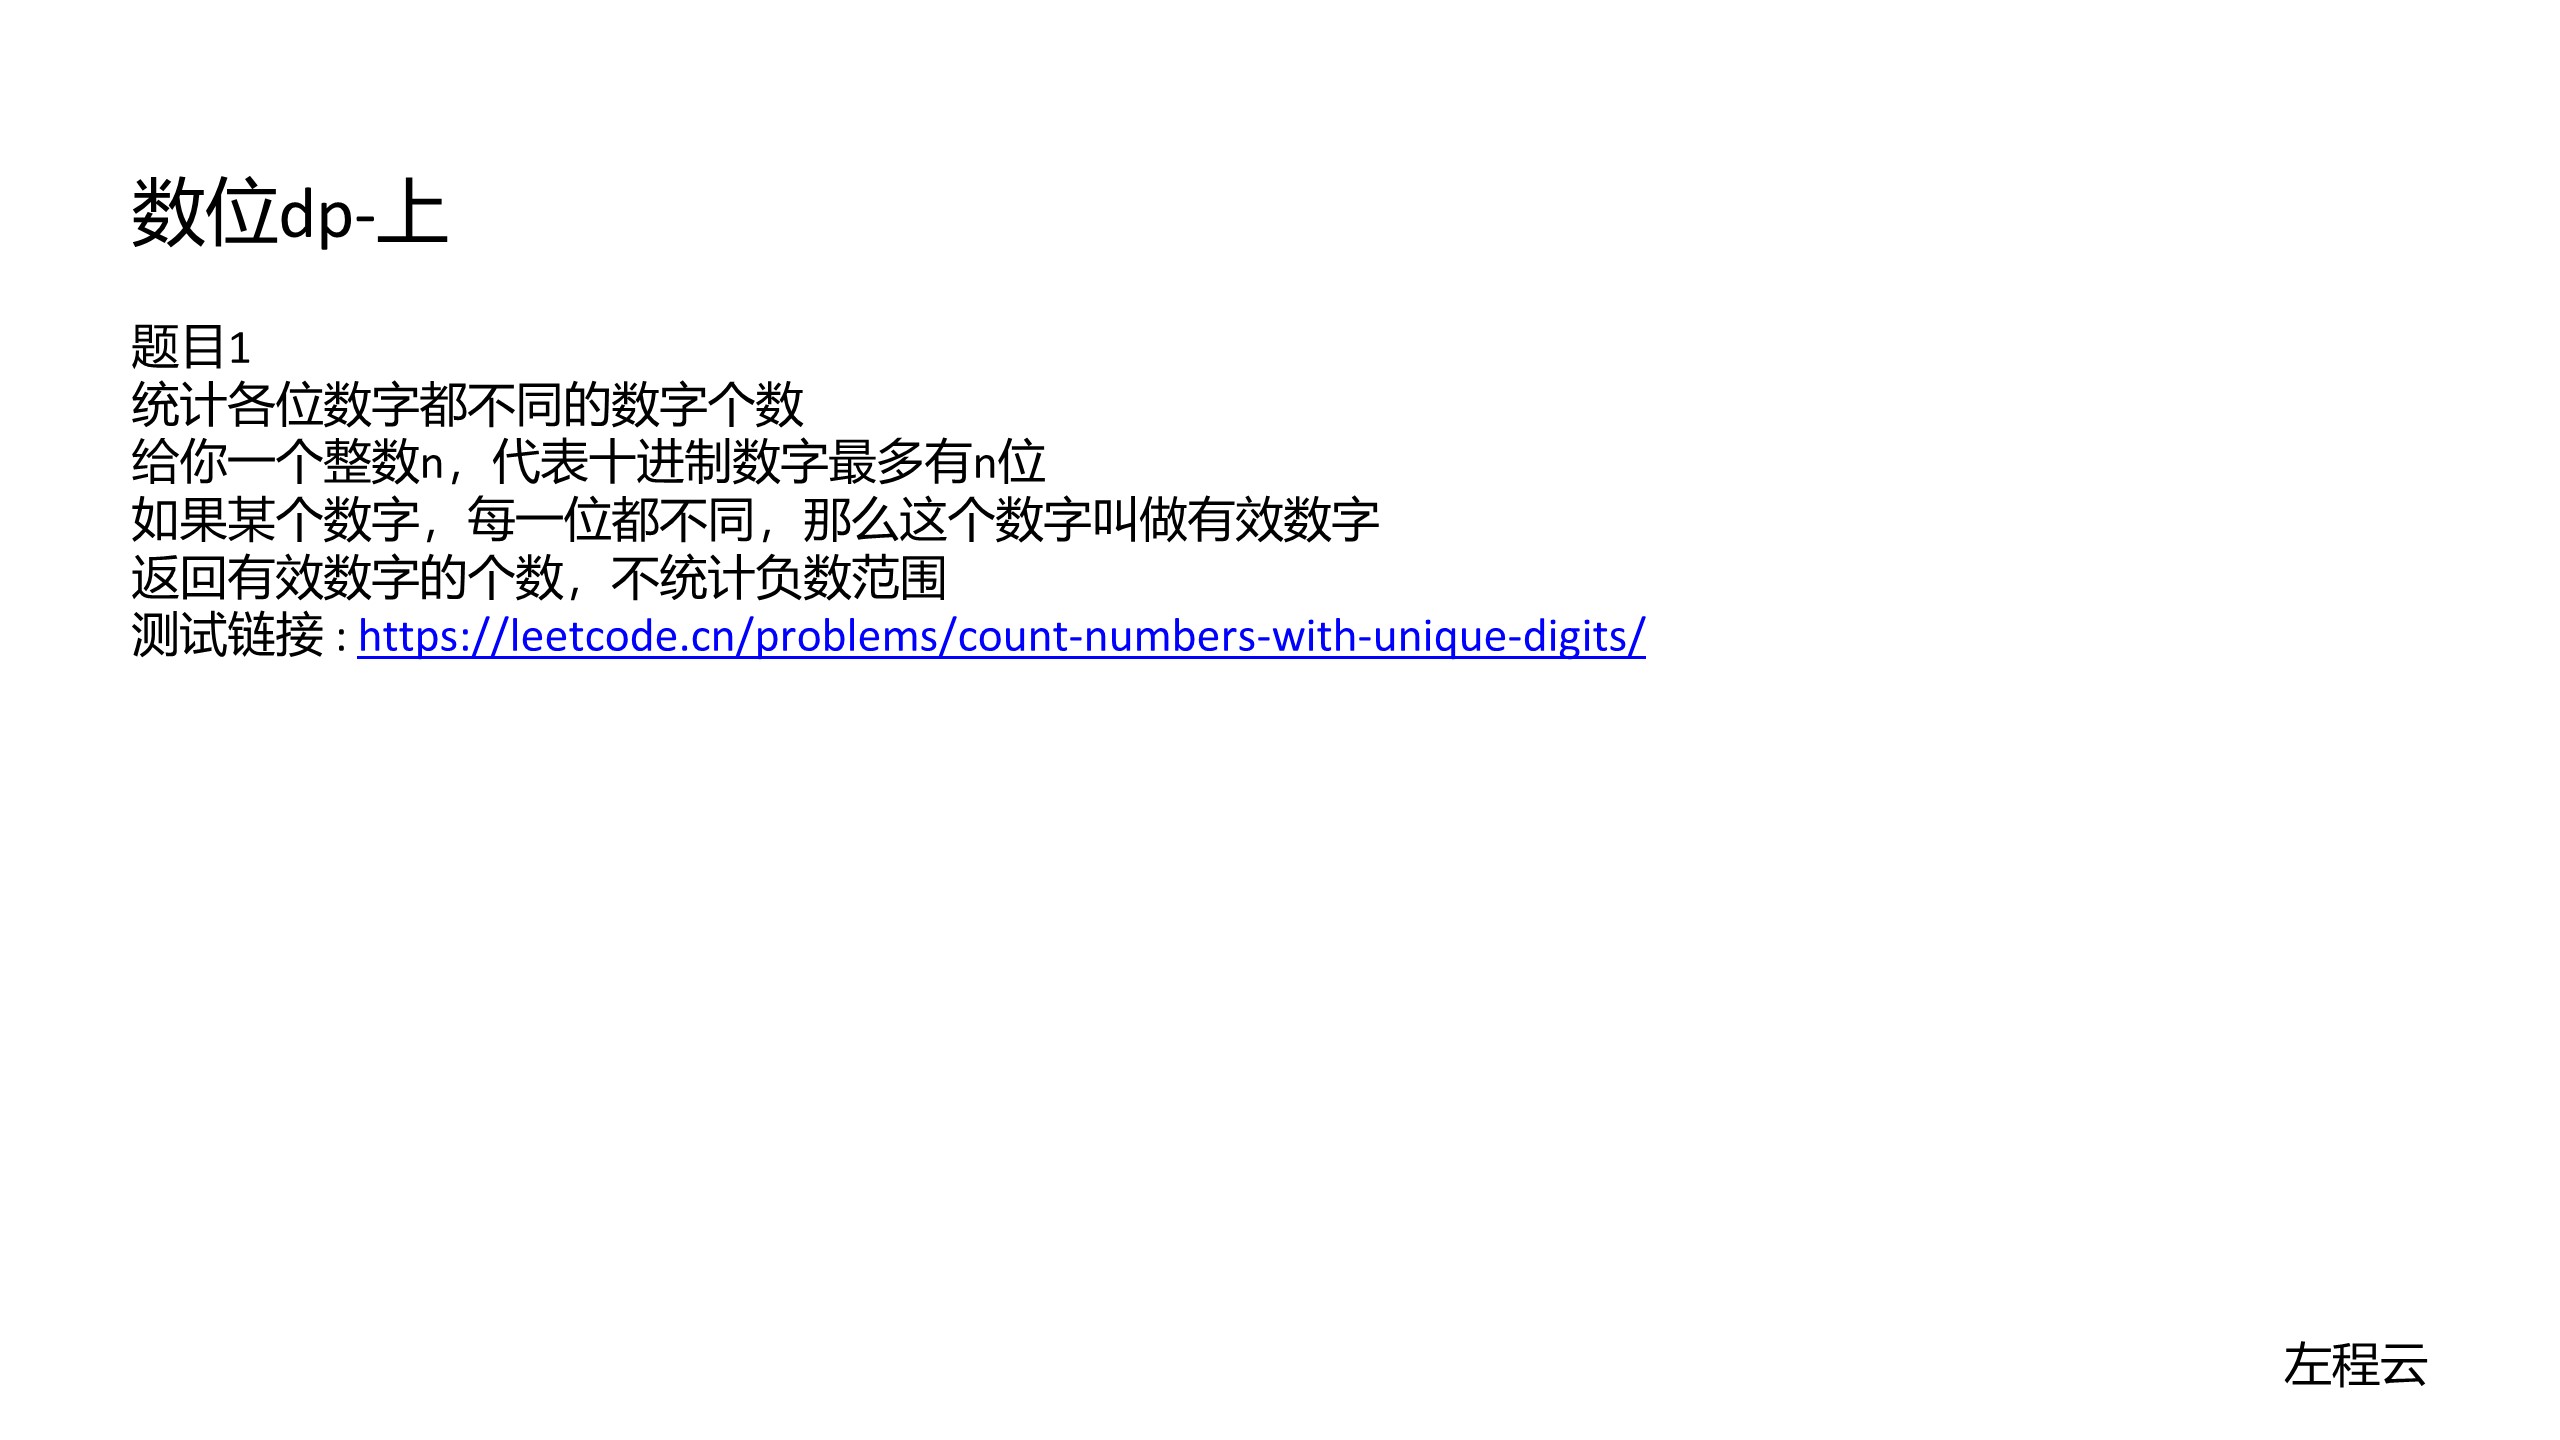 数位dp-上
题目1
统计各位数字都不同的数字个数
给你一个整数n，代表十进制数字最多有n位
如果某个数字，每一位都不同，那么这个数字叫做有效数字
返回有效数字的个数，不统计负数范围
测试链接 : https://leetcode.cn/problems/count-numbers-with-unique-digits/
左程云